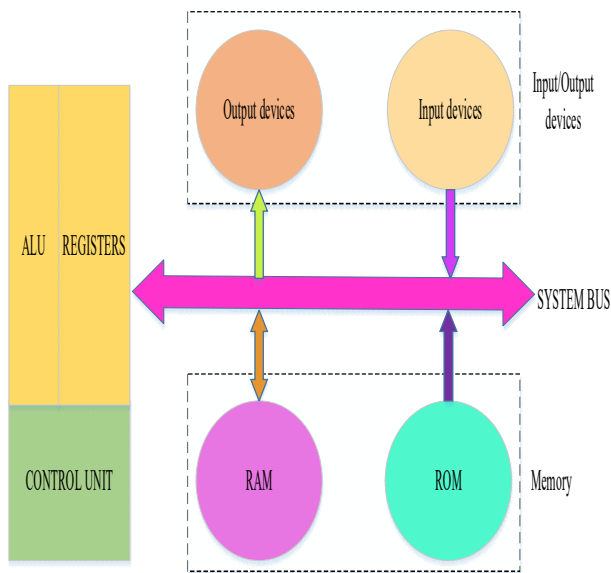 Output devices
Input devices
Input/Output
devices
ALU
REGISTERS
SYSTEM BUS
CONTROL UNIT
RAM
ROM
Memory